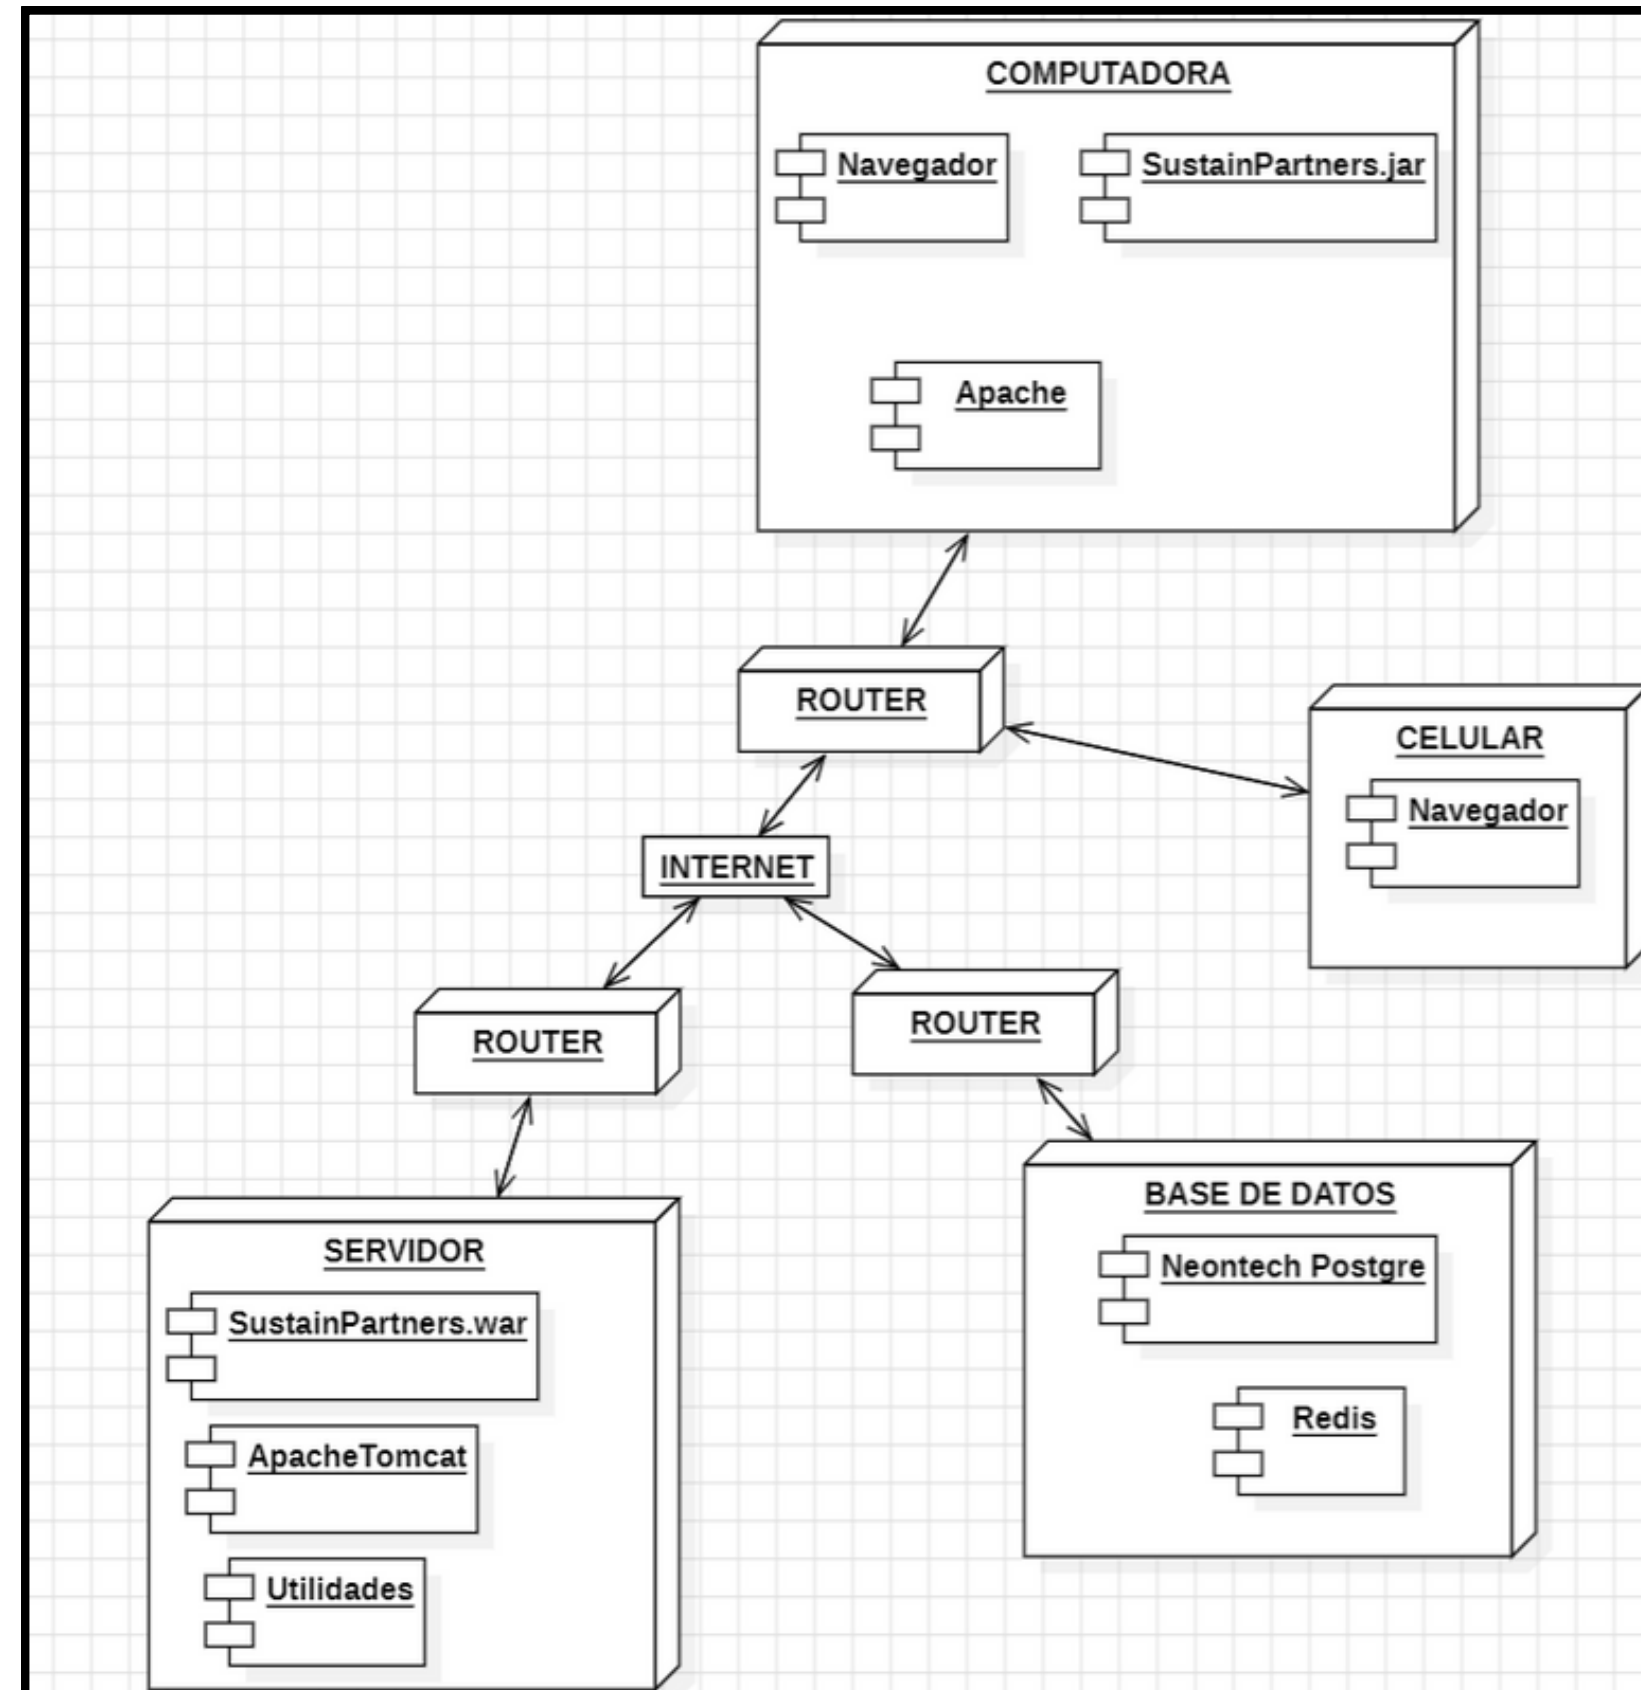 COMPUTADORA
Navegador
SustainPartners.jar
Apache
ROUTER
CELULAR
Navegador
INTERNET
ROUTER
ROUTER
BASE DE DATOS
Neontech Postgre
Redis
SERVIDOR
SustainPartners.war
ApacheTomcat
Utilidades